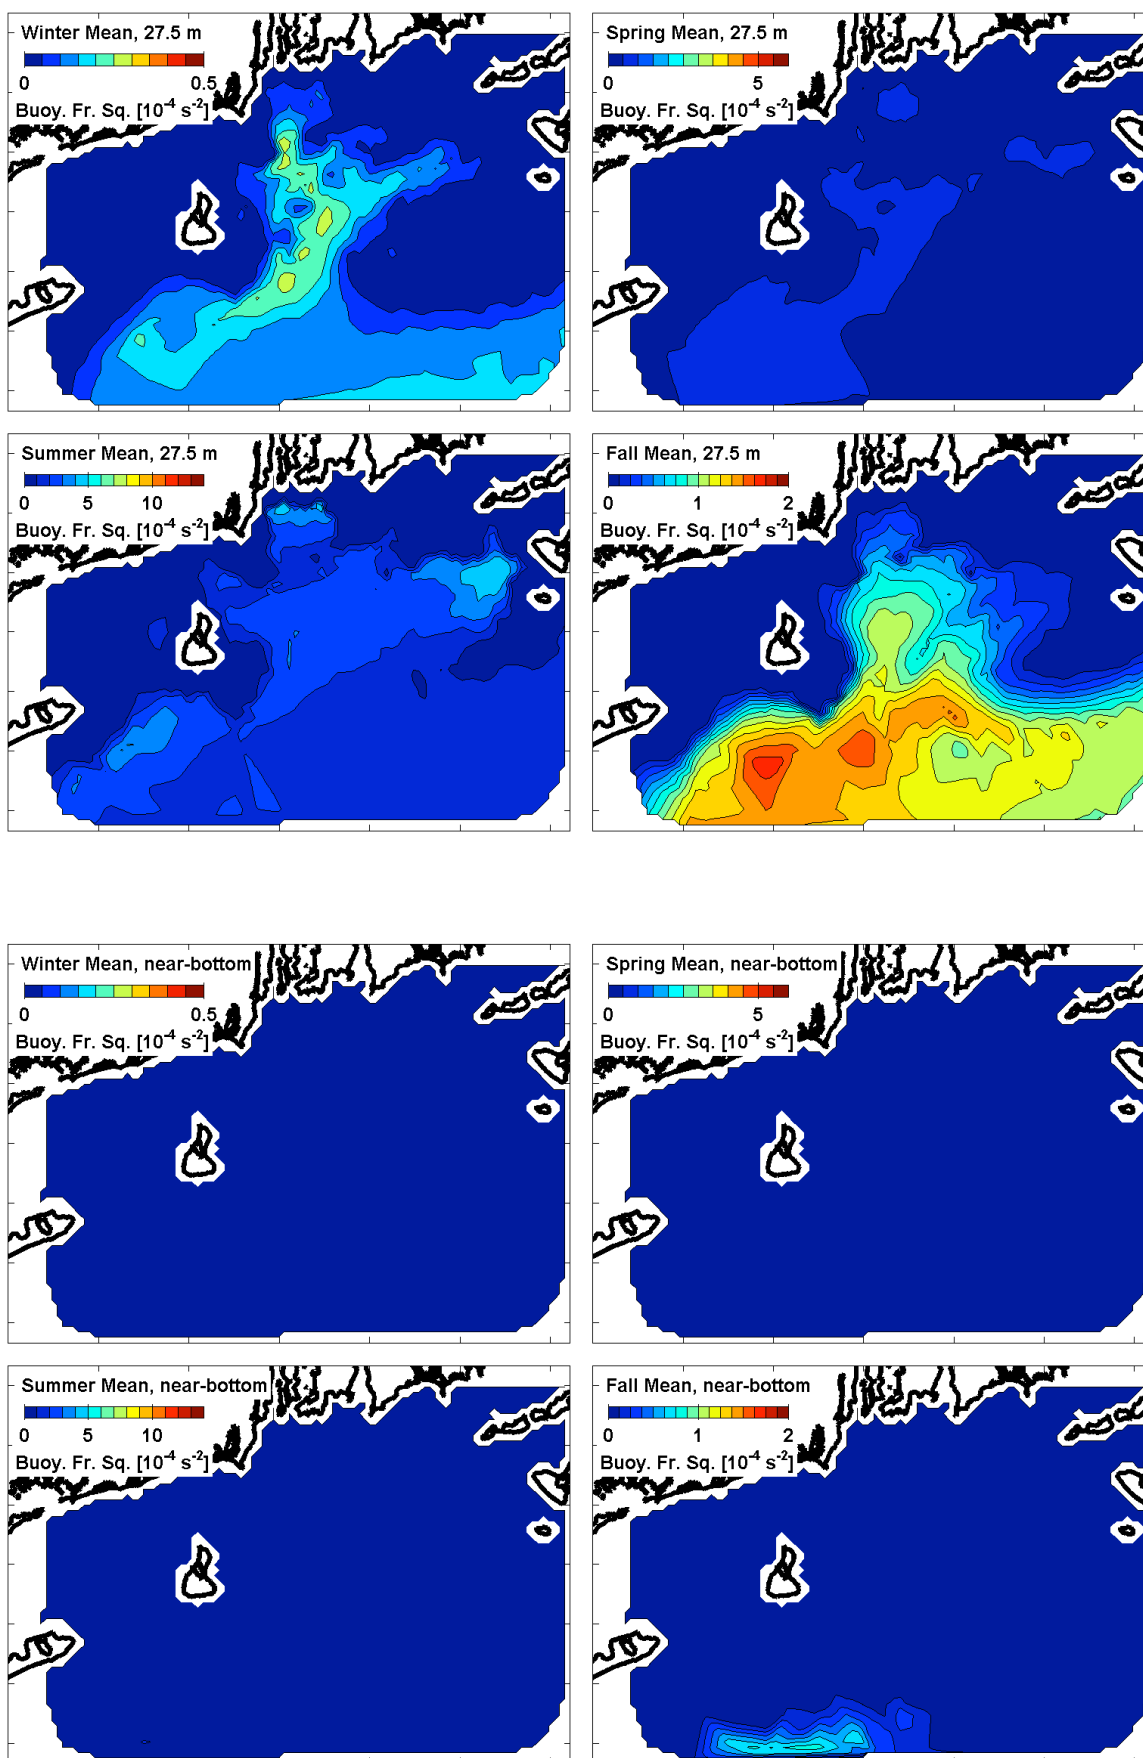 Winter Mean, 27.5 m
0 0.5
Buoy. Fr. Sq. [10⁻⁴ s⁻²]
Spring Mean, 27.5 m
0 5
Buoy. Fr. Sq. [10⁻⁴ s⁻²]
Summer Mean, 27.5 m
0 5 10
Buoy. Fr. Sq. [10⁻⁴ s⁻²]
Fall Mean, 27.5 m
0 1 2
Buoy. Fr. Sq. [10⁻⁴ s⁻²]
Winter Mean, near-bottom
0 0.5
Buoy. Fr. Sq. [10⁻⁴ s⁻²]
Spring Mean, near-bottom
0 5
Buoy. Fr. Sq. [10⁻⁴ s⁻²]
Summer Mean, near-bottom
0 5 10
Buoy. Fr. Sq. [10⁻⁴ s⁻²]
Fall Mean, near-bottom
0 1 2
Buoy. Fr. Sq. [10⁻⁴ s⁻²]